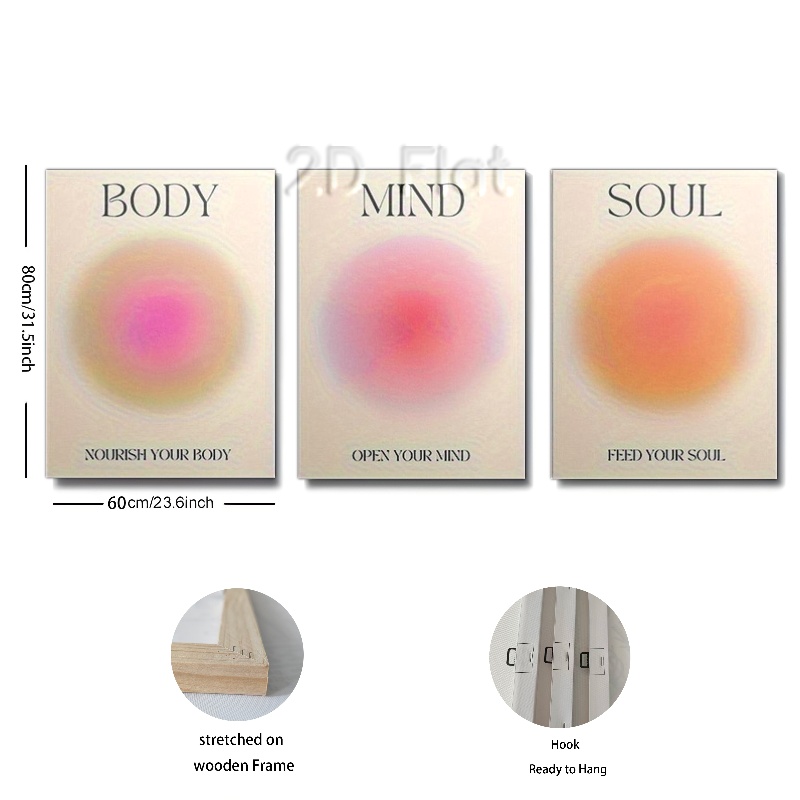 2.D Flat.
BODY
MIND
SOUL
80cm/31.5inch
NOURISH YOUR BODY
OPEN YOUR MIND
FEED YOUR SOUL
60cm/23.6inch
stretched on
wooden Frame
Hook
Ready to Hang